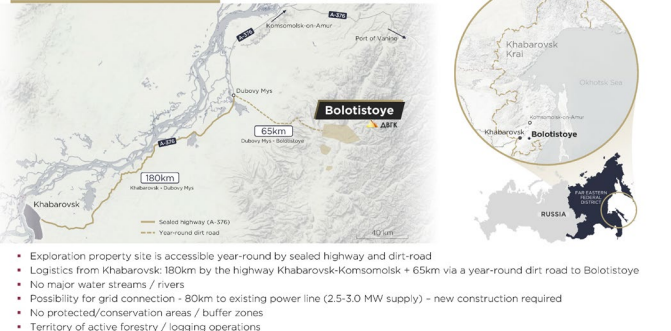 Komsomolsk-on-Amur
A-376
A-376
Port of Vanino
Dubovy Mys
Bolotistoye
ДВГК
65km
Dubovy Mys - Bolotistoye
A-376
180km
Khabarovsk - Dubovy Mys
Khabarovsk
Sealed highway (A-376)
Year-round dirt road
40 km
Khabarovsk
Krai
Okhotsk Sea
Komsomolsk-on-Amur
Khabarovsk
Bolotistoye
FAR EASTERN
FEDERAL
DISTRICT
RUSSIA
▪ Exploration property site is accessible year-round by sealed highway and dirt-road
▪ Logistics from Khabarovsk: 180km by the highway Khabarovsk-Komsomolsk + 65km via a year-round dirt road to Bolotistoye
▪ No major water streams / rivers
▪ Possibility for grid connection - 80km to existing power line (2.5-3.0 MW supply) – new construction required
▪ No protected/conservation areas / buffer zones
▪ Territory of active forestry / logging operations